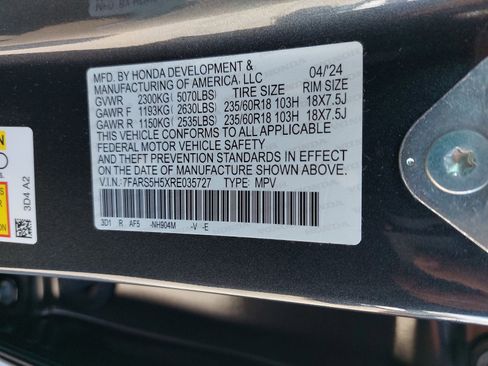 MFD. BY HONDA DEVELOPMENT & 04/'24
MANUFACTURING OF AMERICA, LLC
GVWR 2300KG( 5070LBS) TIRE SIZE RIM SIZE
GAWR F 1193KG( 2630LBS) 235/60R18 103H 18X7.5J
GAWR R 1150KG( 2535LBS) 235/60R18 103H 18X7.5J
THIS VEHICLE CONFORMS TO ALL APPLICABLE
FEDERAL MOTOR VEHICLE SAFETY
AND THEFT PREVENTION STANDARDS IN EFFECT
ON THE DATE OF MANUFACTURE SHOWN ABOVE.
V.I.N.:7FARS5H5XRE035727 TYPE: MPV
3D1 R AF5 -NH904M -V -E
3D4 A2